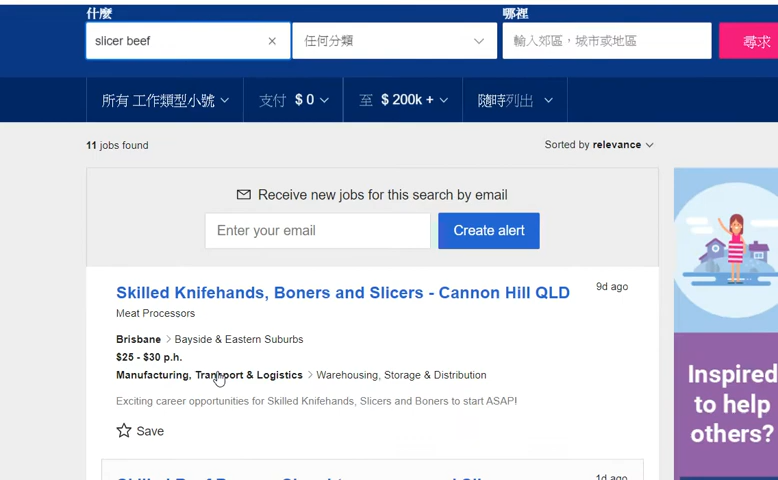 什麼
哪裡
slicer beef
任何分類
輸入郊區，城市或地區
尋求
所有 工作類型小號
支付 $ 0
至 $ 200k +
隨時列出
11 jobs found
Sorted by relevance
Receive new jobs for this search by email
Enter your email
Create alert
Skilled Knifehands, Boners and Slicers - Cannon Hill QLD
9d ago
Meat Processors
Brisbane > Bayside & Eastern Suburbs
$25 - $30 p.h.
Manufacturing, Transport & Logistics > Warehousing, Storage & Distribution
Exciting career opportunities for Skilled Knifehands, Slicers and Boners to start ASAP!
Save
1d ago
Inspired
to help
others?